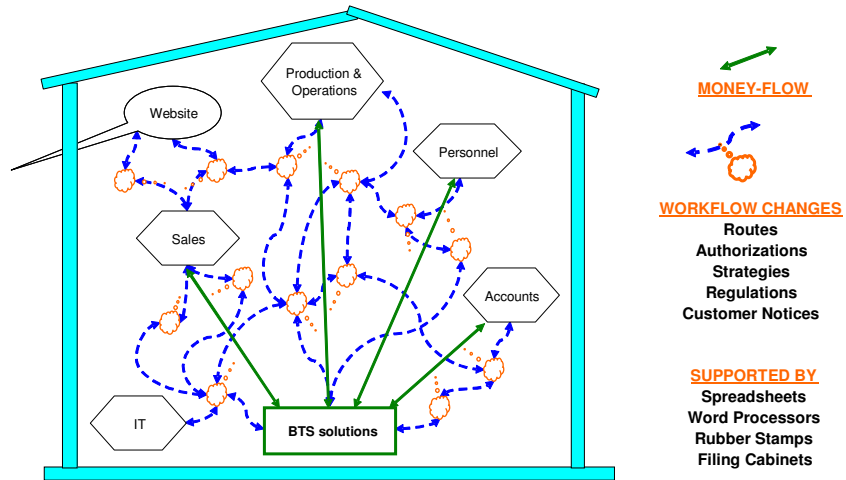 Production &
Operations
Website
Personnel
Sales
Accounts
IT
BTS solutions
MONEY-FLOW
WORKFLOW CHANGES
Routes
Authorizations
Strategies
Regulations
Customer Notices
SUPPORTED BY
Spreadsheets
Word Processors
Rubber Stamps
Filing Cabinets